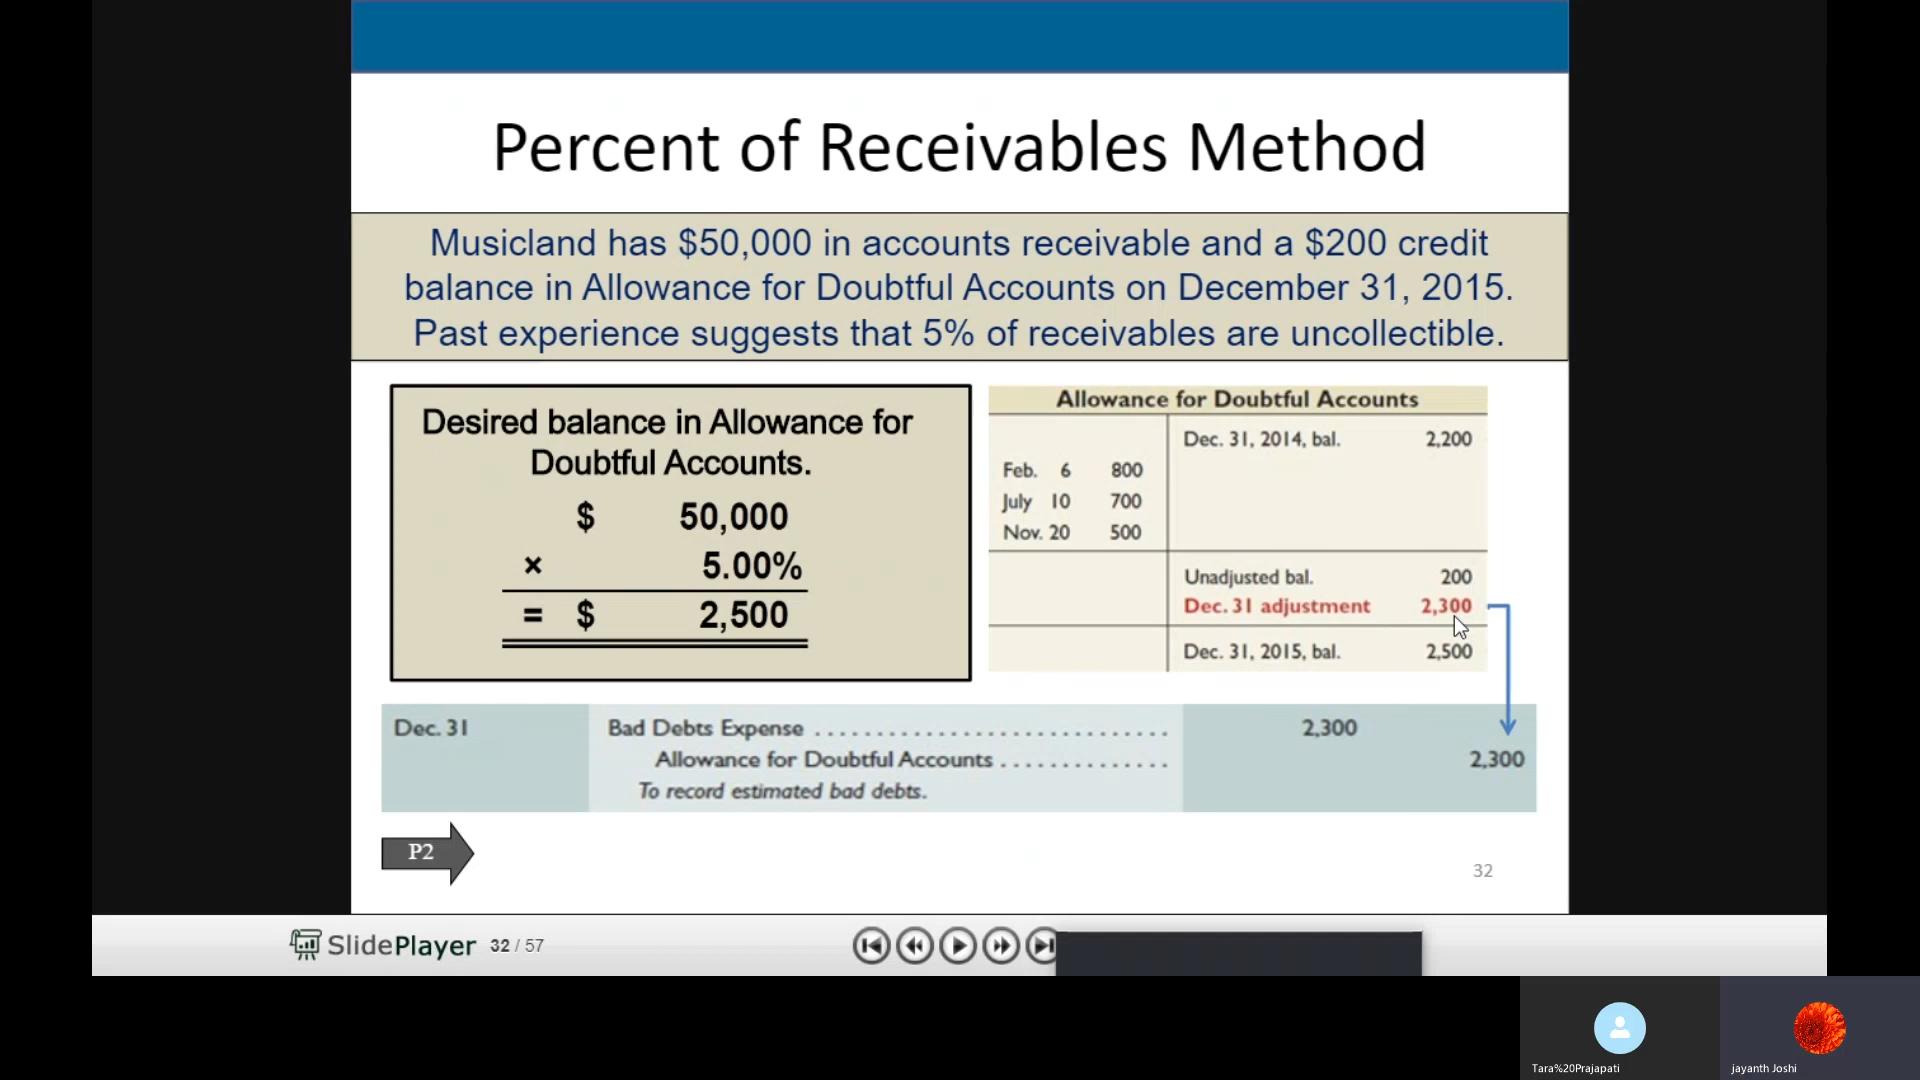 Percent of Receivables Method
Musicland has $50,000 in accounts receivable and a $200 credit
balance in Allowance for Doubtful Accounts on December 31, 2015.
Past experience suggests that 5% of receivables are uncollectible.
Desired balance in Allowance for
Doubtful Accounts.
$ 50,000
× 5.00%
= $ 2,500
Allowance for Doubtful Accounts
Dec. 31, 2014, bal. 2,200
Feb. 6 800
July 10 700
Nov. 20 500
Unadjusted bal. 200
Dec. 31 adjustment 2,300
Dec. 31, 2015, bal. 2,500
Dec. 31 Bad Debts Expense ............................ 2,300
Allowance for Doubtful Accounts .............. 2,300
To record estimated bad debts.
P2
32
SlidePlayer 32 / 57
Tara%20Prajapati
jayanth Joshi